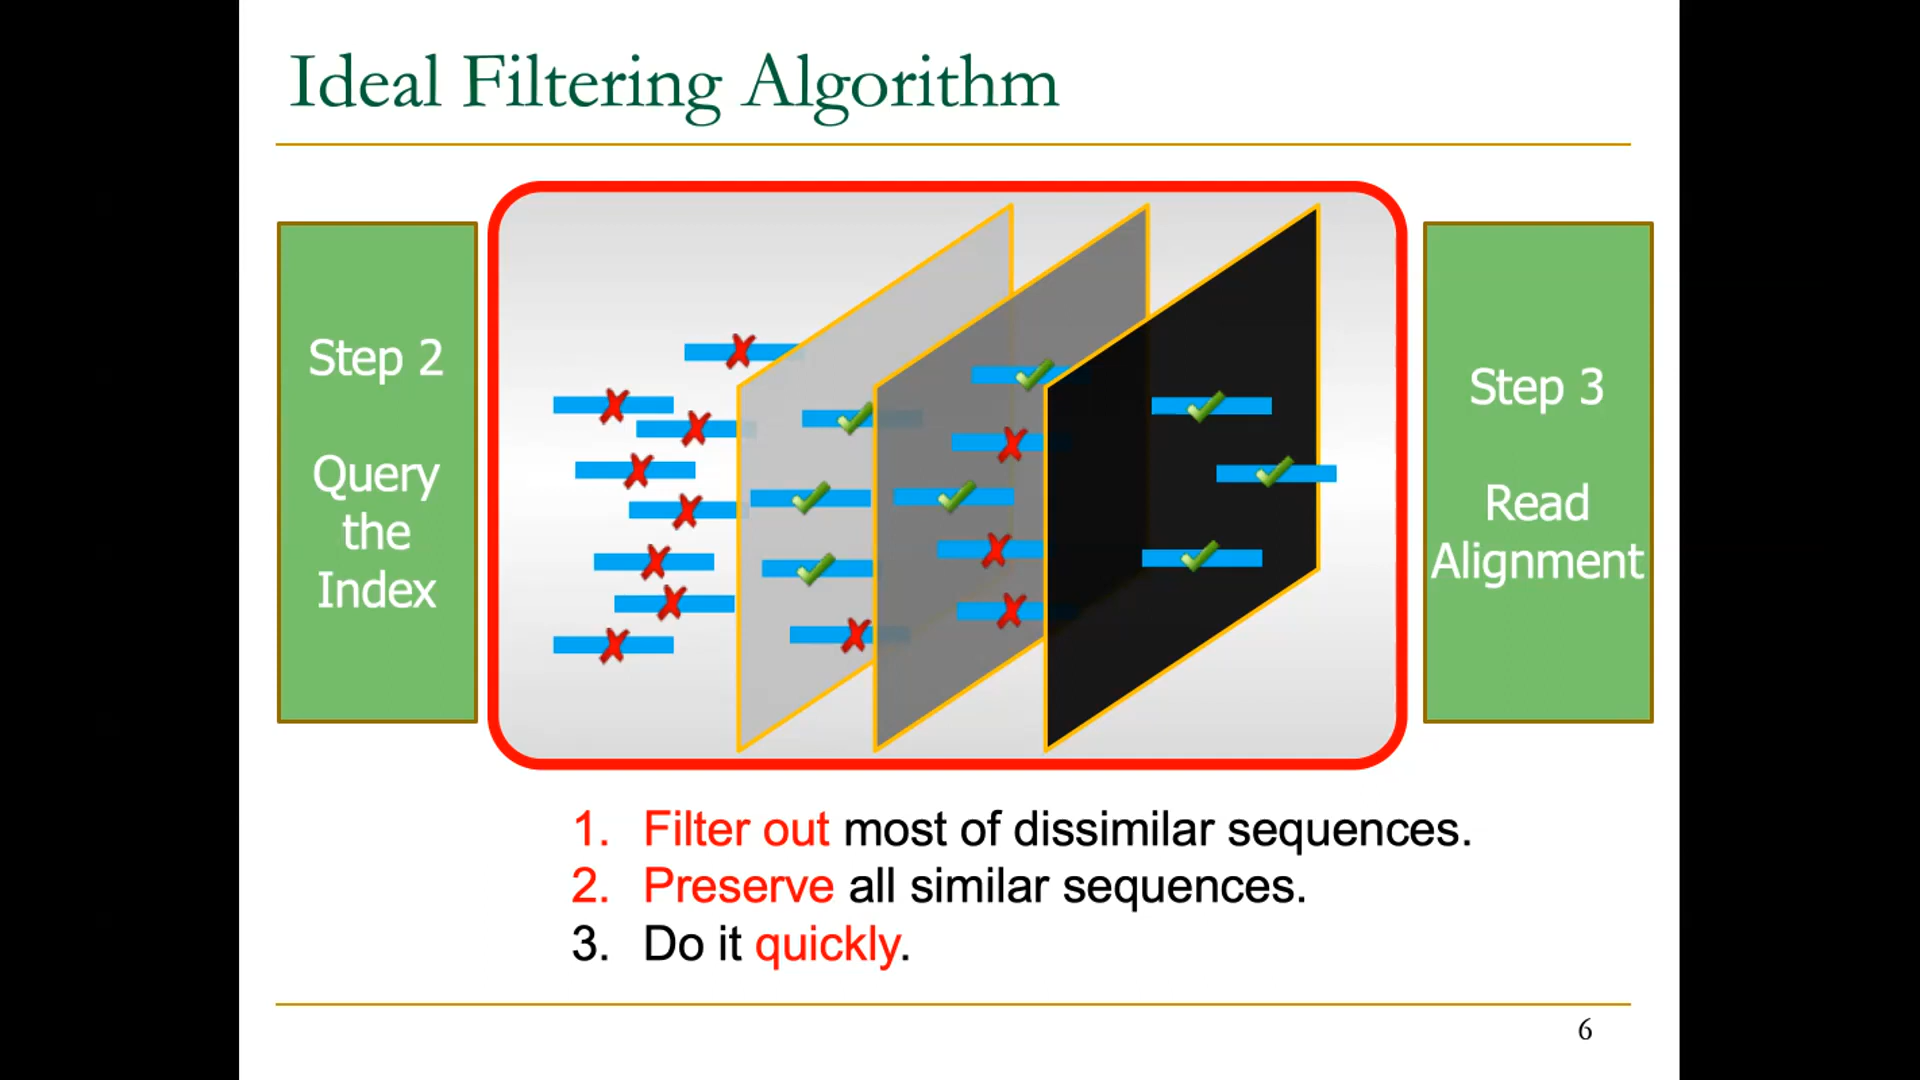 Ideal Filtering Algorithm
Step 2
Query
the
Index
Step 3
Read
Alignment
1. Filter out most of dissimilar sequences.
2. Preserve all similar sequences.
3. Do it quickly.
6